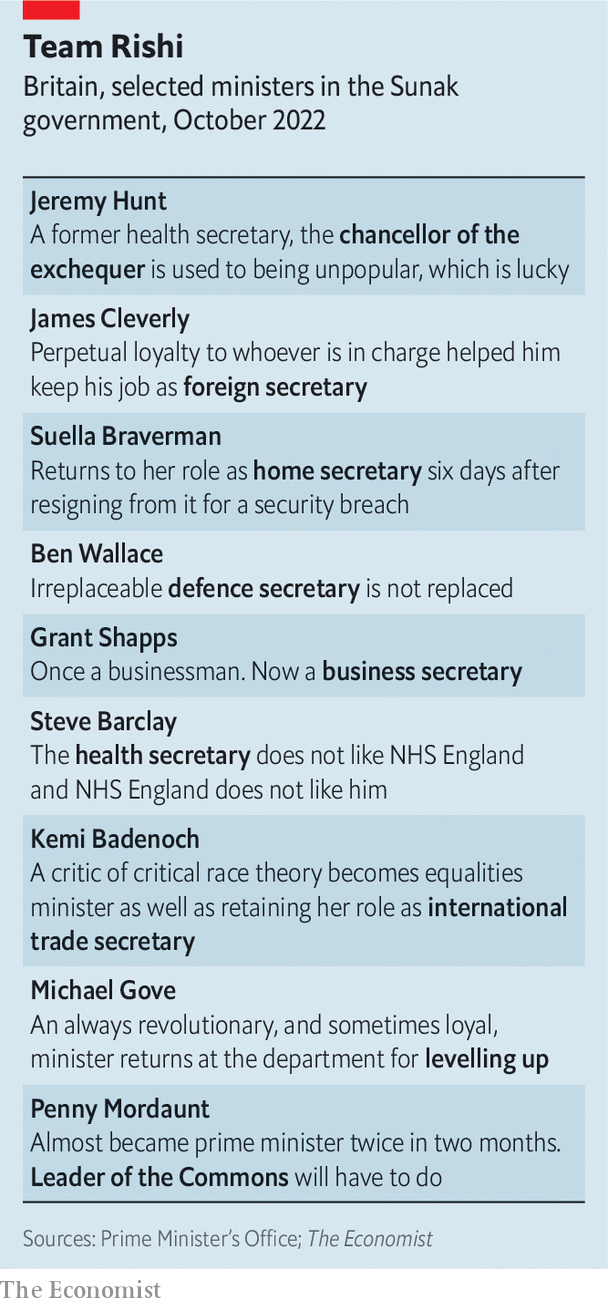 Team Rishi
Britain, selected ministers in the Sunak
government, October 2022
Jeremy Hunt
A former health secretary, the chancellor of the
exchequer is used to being unpopular, which is lucky
James Cleverly
Perpetual loyalty to whoever is in charge helped him
keep his job as foreign secretary
Suella Braverman
Returns to her role as home secretary six days after
resigning from it for a security breach
Ben Wallace
Irreplaceable defence secretary is not replaced
Grant Shapps
Once a businessman. Now a business secretary
Steve Barclay
The health secretary does not like NHS England
and NHS England does not like him
Kemi Badenoch
A critic of critical race theory becomes equalities
minister as well as retaining her role as international
trade secretary
Michael Gove
An always revolutionary, and sometimes loyal,
minister returns at the department for levelling up
Penny Mordaunt
Almost became prime minister twice in two months.
Leader of the Commons will have to do
Sources: Prime Minister’s Office; The Economist
The Economist